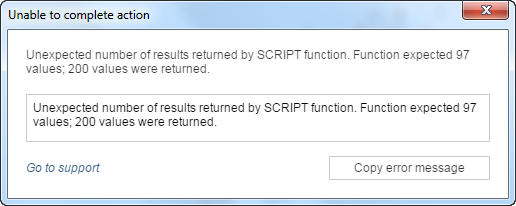 Unable to complete action
Unexpected number of results returned by SCRIPT function. Function expected 97
values; 200 values were returned.
Unexpected number of results returned by SCRIPT function. Function expected 97
values; 200 values were returned.
Go to support
Copy error message